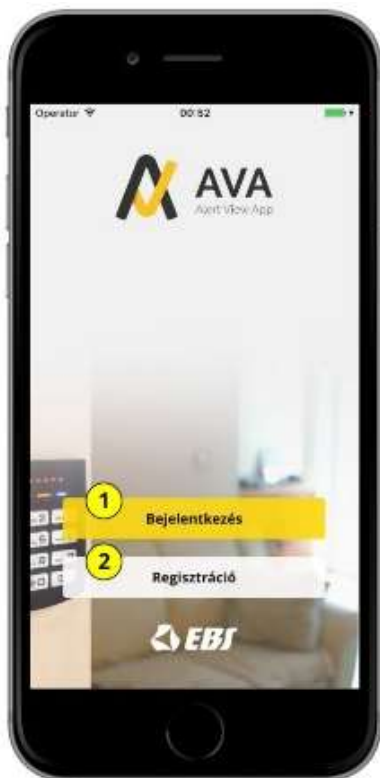 Operator 00:52
AVA
Alert View App
1
Bejelentkezés
2
Regisztráció
EBS